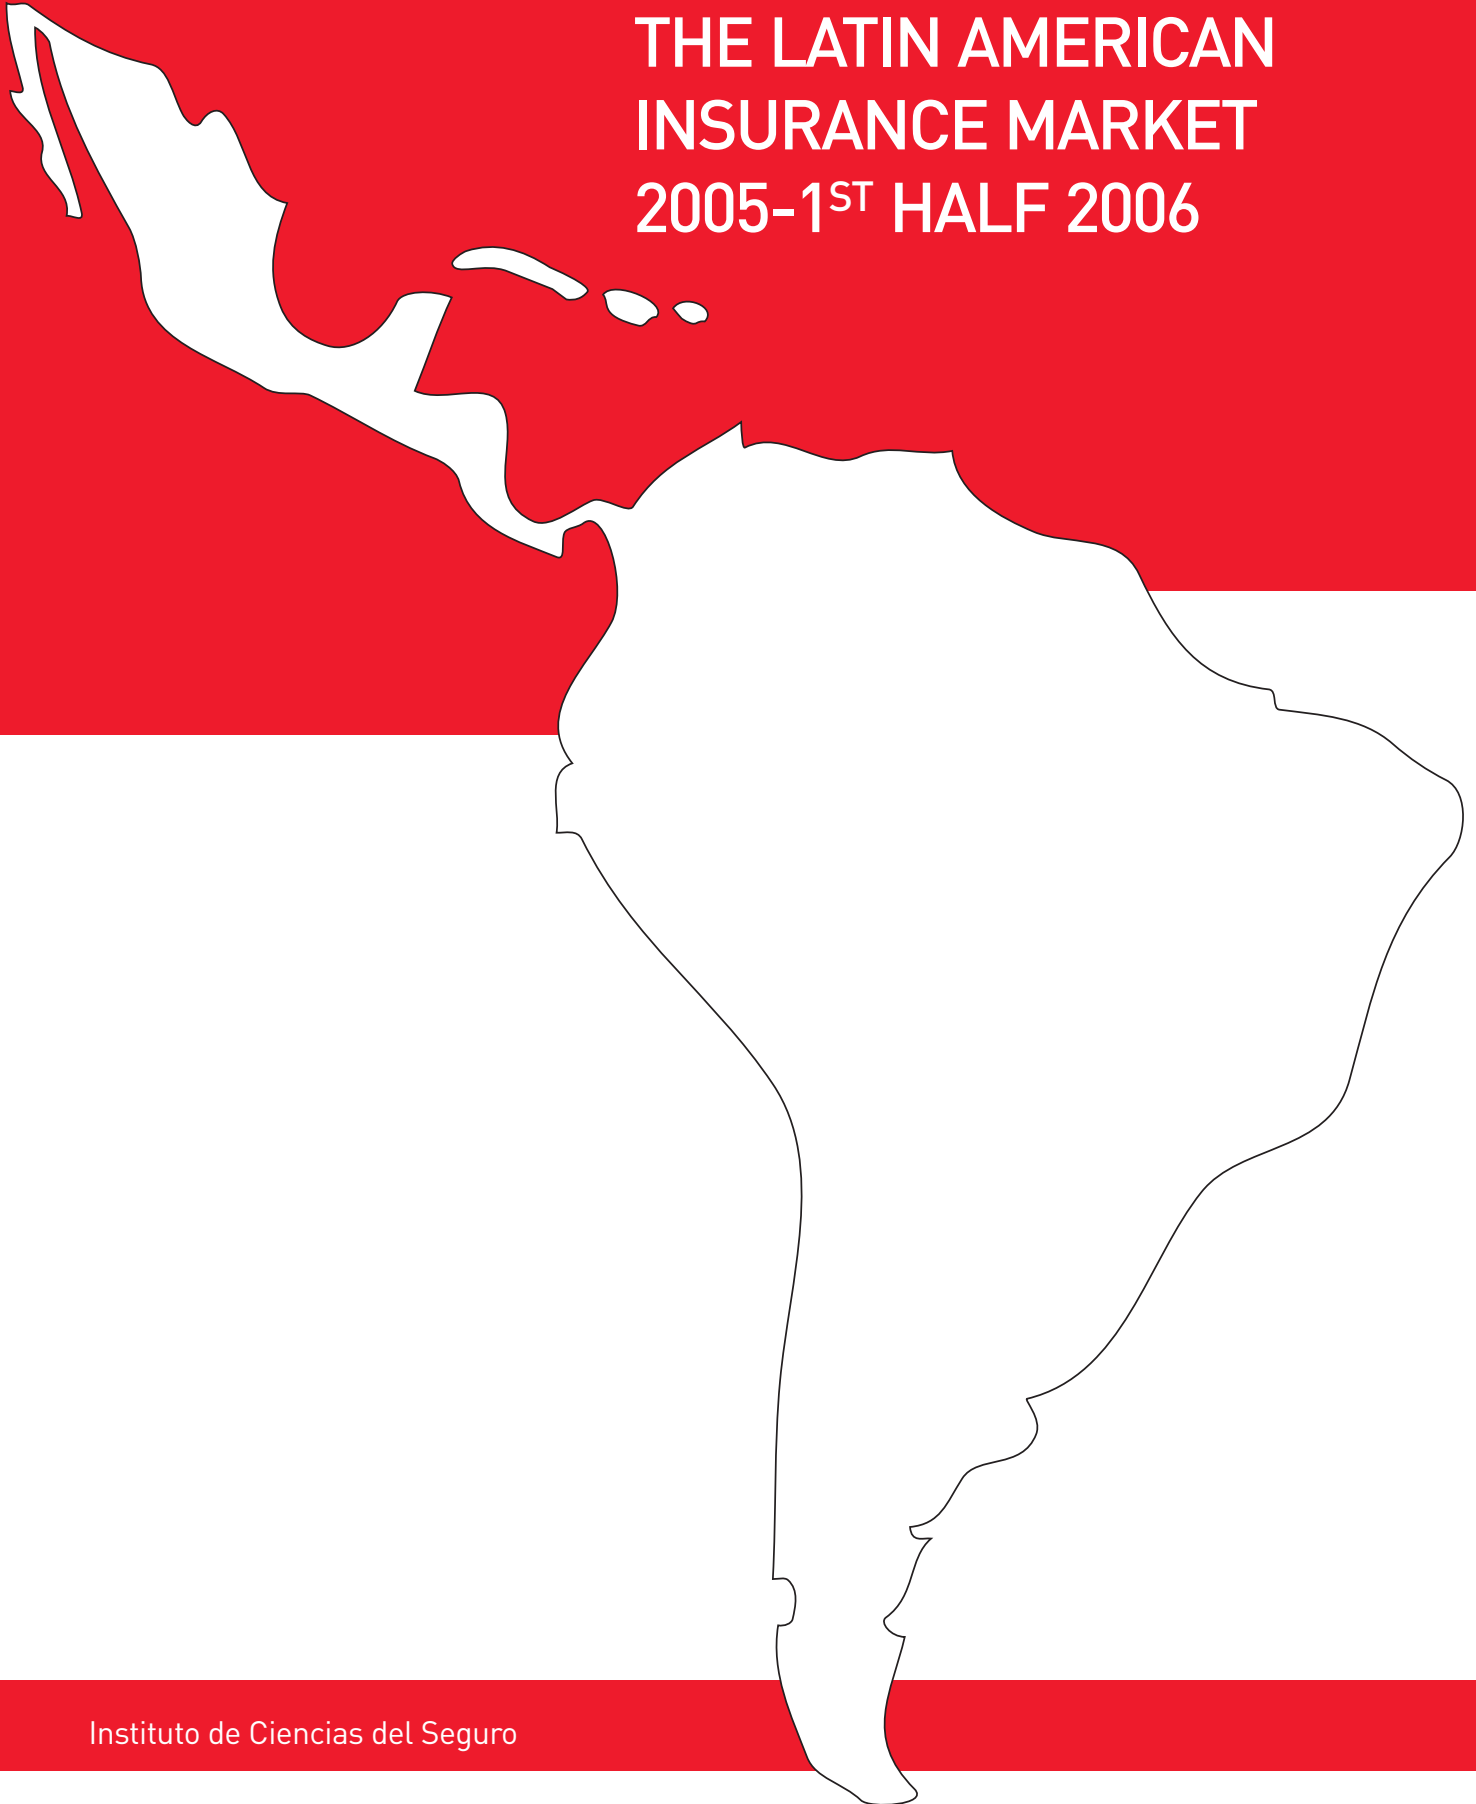 THE LATIN AMERICAN
INSURANCE MARKET
2005-1ST HALF 2006
Instituto de Ciencias del Seguro